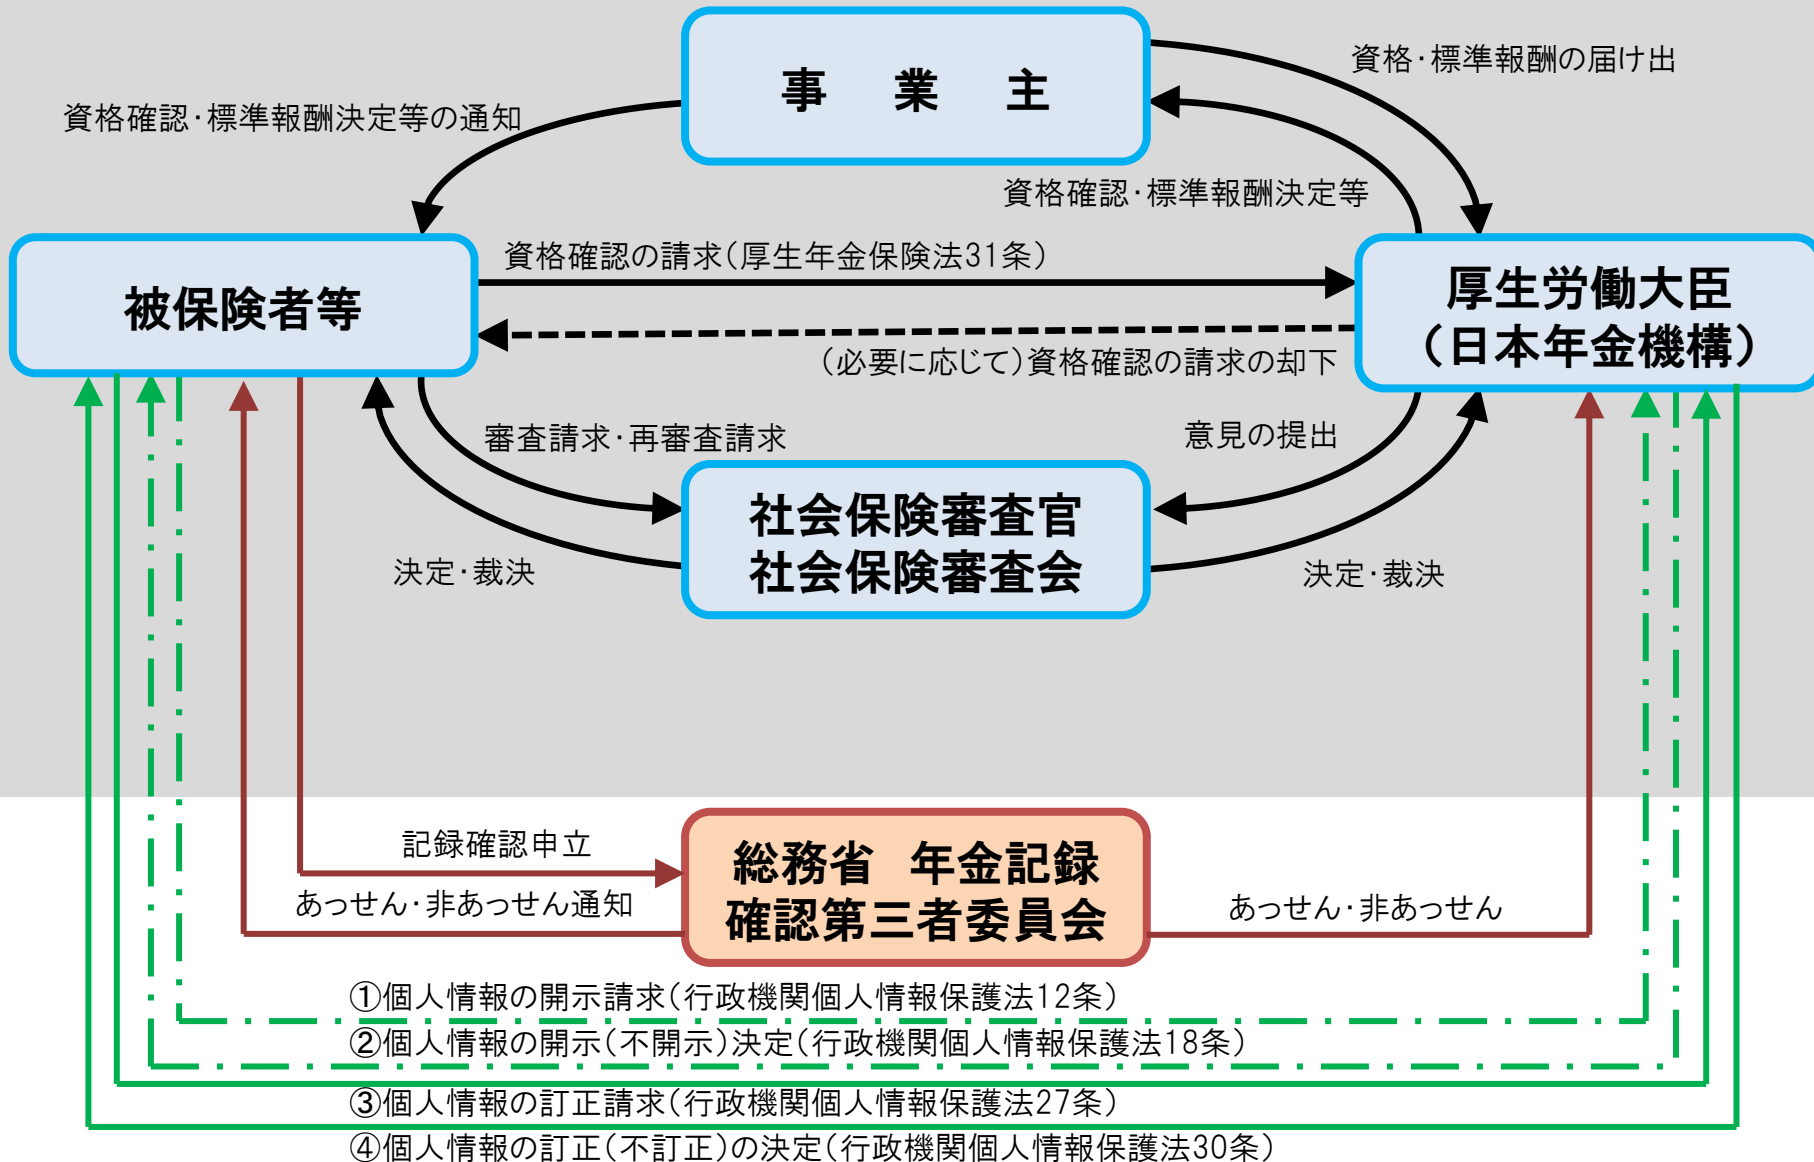 事　業　主
資格・標準報酬の届け出
資格確認・標準報酬決定等の通知
資格確認・標準報酬決定等
資格確認の請求（厚生年金保険法31条）
被保険者等
厚生労働大臣
（日本年金機構）
（必要に応じて）資格確認の請求の却下
審査請求・再審査請求
意見の提出
社会保険審査官
社会保険審査会
決定・裁決
決定・裁決
記録確認申立
総務省　年金記録
確認第三者委員会
あっせん・非あっせん通知
あっせん・非あっせん
①個人情報の開示請求（行政機関個人情報保護法12条）
②個人情報の開示（不開示）決定（行政機関個人情報保護法18条）
③個人情報の訂正請求（行政機関個人情報保護法27条）
④個人情報の訂正（不訂正）の決定（行政機関個人情報保護法30条）